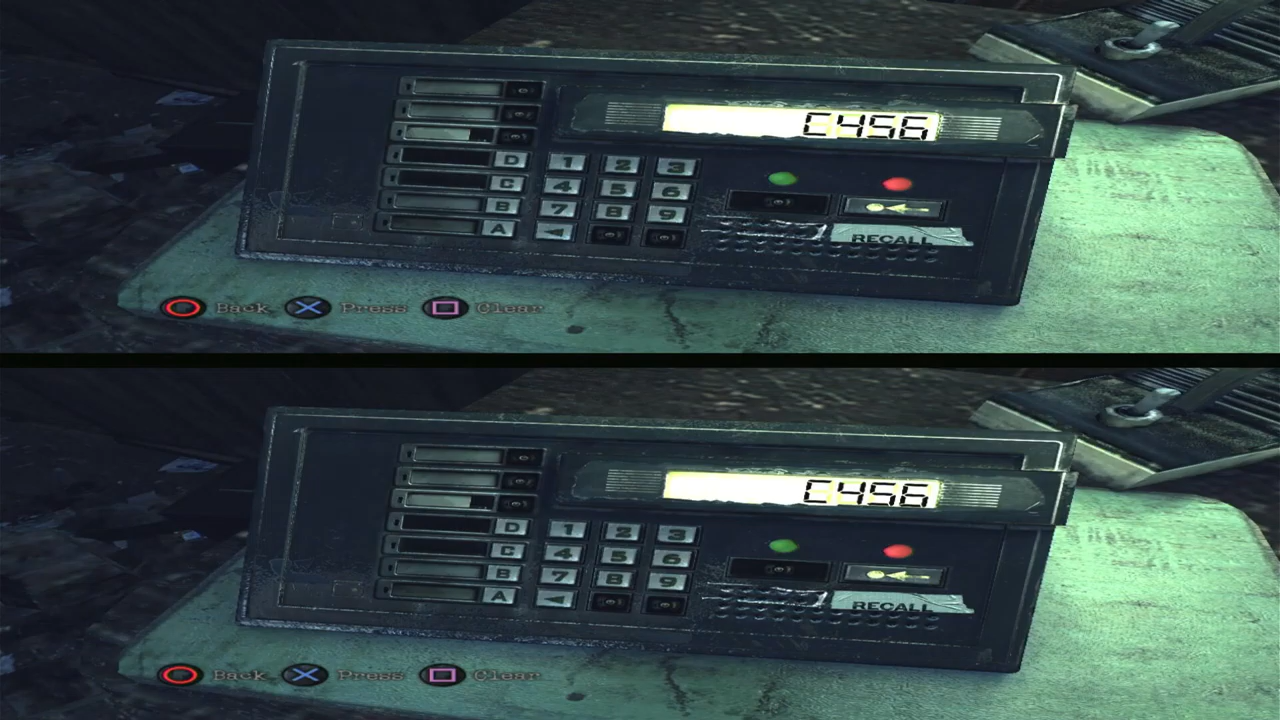 C456
D 1 2 3
C 4 5 6
B 7 8 9
A
RECALL
Back Press Clear
C456
D 1 2 3
C 4 5 6
B 7 8 9
A
RECALL
Back Press Clear